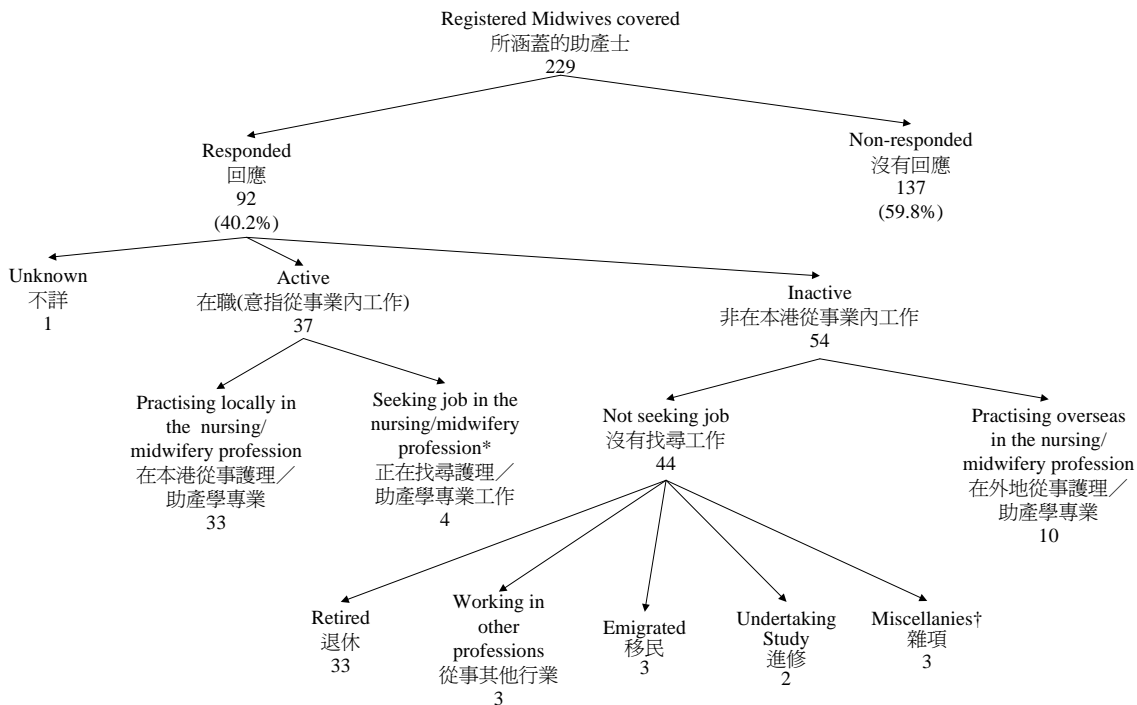 Registered Midwives covered
所涵蓋的助產士
229
Responded
回應
92
(40.2%)
Non-responded
沒有回應
137
(59.8%)
Unknown
不詳
1
Active
在職(意指從事業內工作)
37
Inactive
非在本港從事業內工作
54
Practising locally in
the nursing/
midwifery profession
在本港從事護理／
助產學專業
33
Seeking job in the
nursing/midwifery
profession*
正在找尋護理／
助產學專業工作
4
Not seeking job
沒有找尋工作
44
Practising overseas
in the nursing/
midwifery profession
在外地從事護理／
助產學專業
10
Retired
退休
33
Working in
other
professions
從事其他行業
3
Emigrated
移民
3
Undertaking
Study
進修
2
Miscellanies†
雜項
3